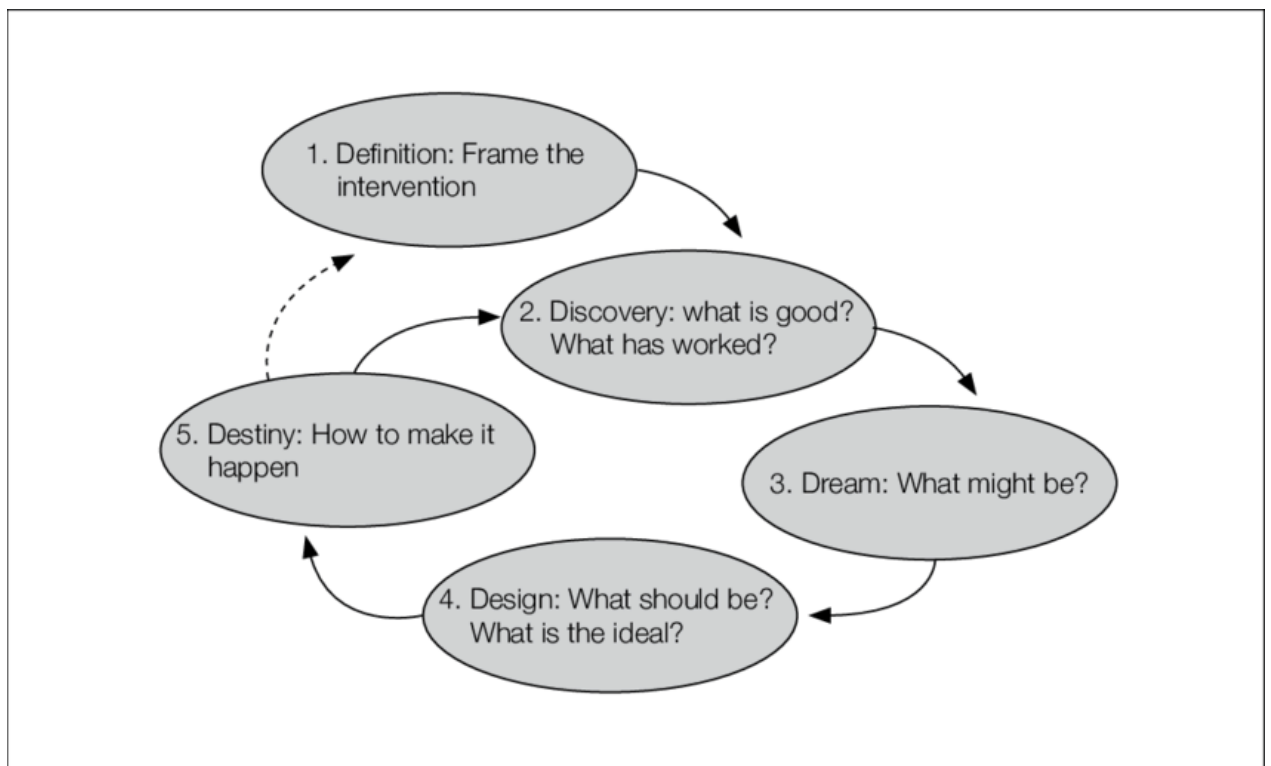 1. Definition: Frame the
intervention
2. Discovery: what is good?
What has worked?
3. Dream: What might be?
4. Design: What should be?
What is the ideal?
5. Destiny: How to make it
happen